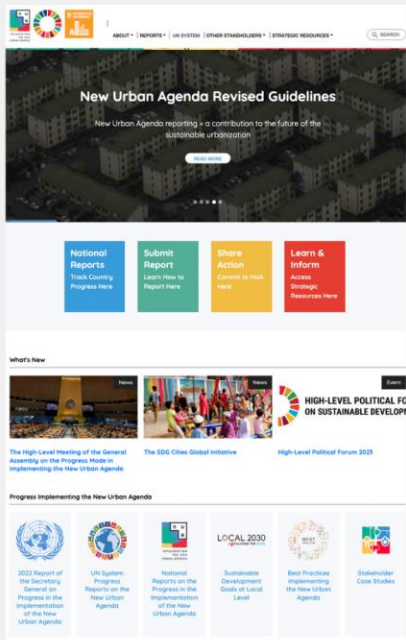 ABOUT REPORTS UN SYSTEM OTHER STAKEHOLDERS STRATEGIC RESOURCES SEARCH
New Urban Agenda Revised Guidelines
New Urban Agenda reporting – a contribution to the future of the
sustainable urbanization
READ MORE
National
Reports
Track Country
Progress Here
Submit
Report
Learn How to
Report Here
Share
Action
Commit to NUA
Here
Learn &
Inform
Access
Strategic
Resources Here
What's New
News
The High-Level Meeting of the General
Assembly on the Progress Made in
Implementing the New Urban Agenda
News
The SDG Cities Global Initiative
Event
HIGH-LEVEL POLITICAL FO
ON SUSTAINABLE DEVELOPM
High-Level Political Forum 2023
Progress Implementing the New Urban Agenda
2022 Report of
the Secretary
General on
Progress in the
Implementation
of the New
Urban Agenda
UN System
Progress
Reports on the
New Urban
Agenda
National
Reports on the
Progress in the
Implementation
of the New
Urban Agenda
LOCAL 2030
Sustainable
Development
Goals at Local
Level
BEST
Best Practices
Implementing
the New Urban
Agenda
Stakeholder
Case Studies